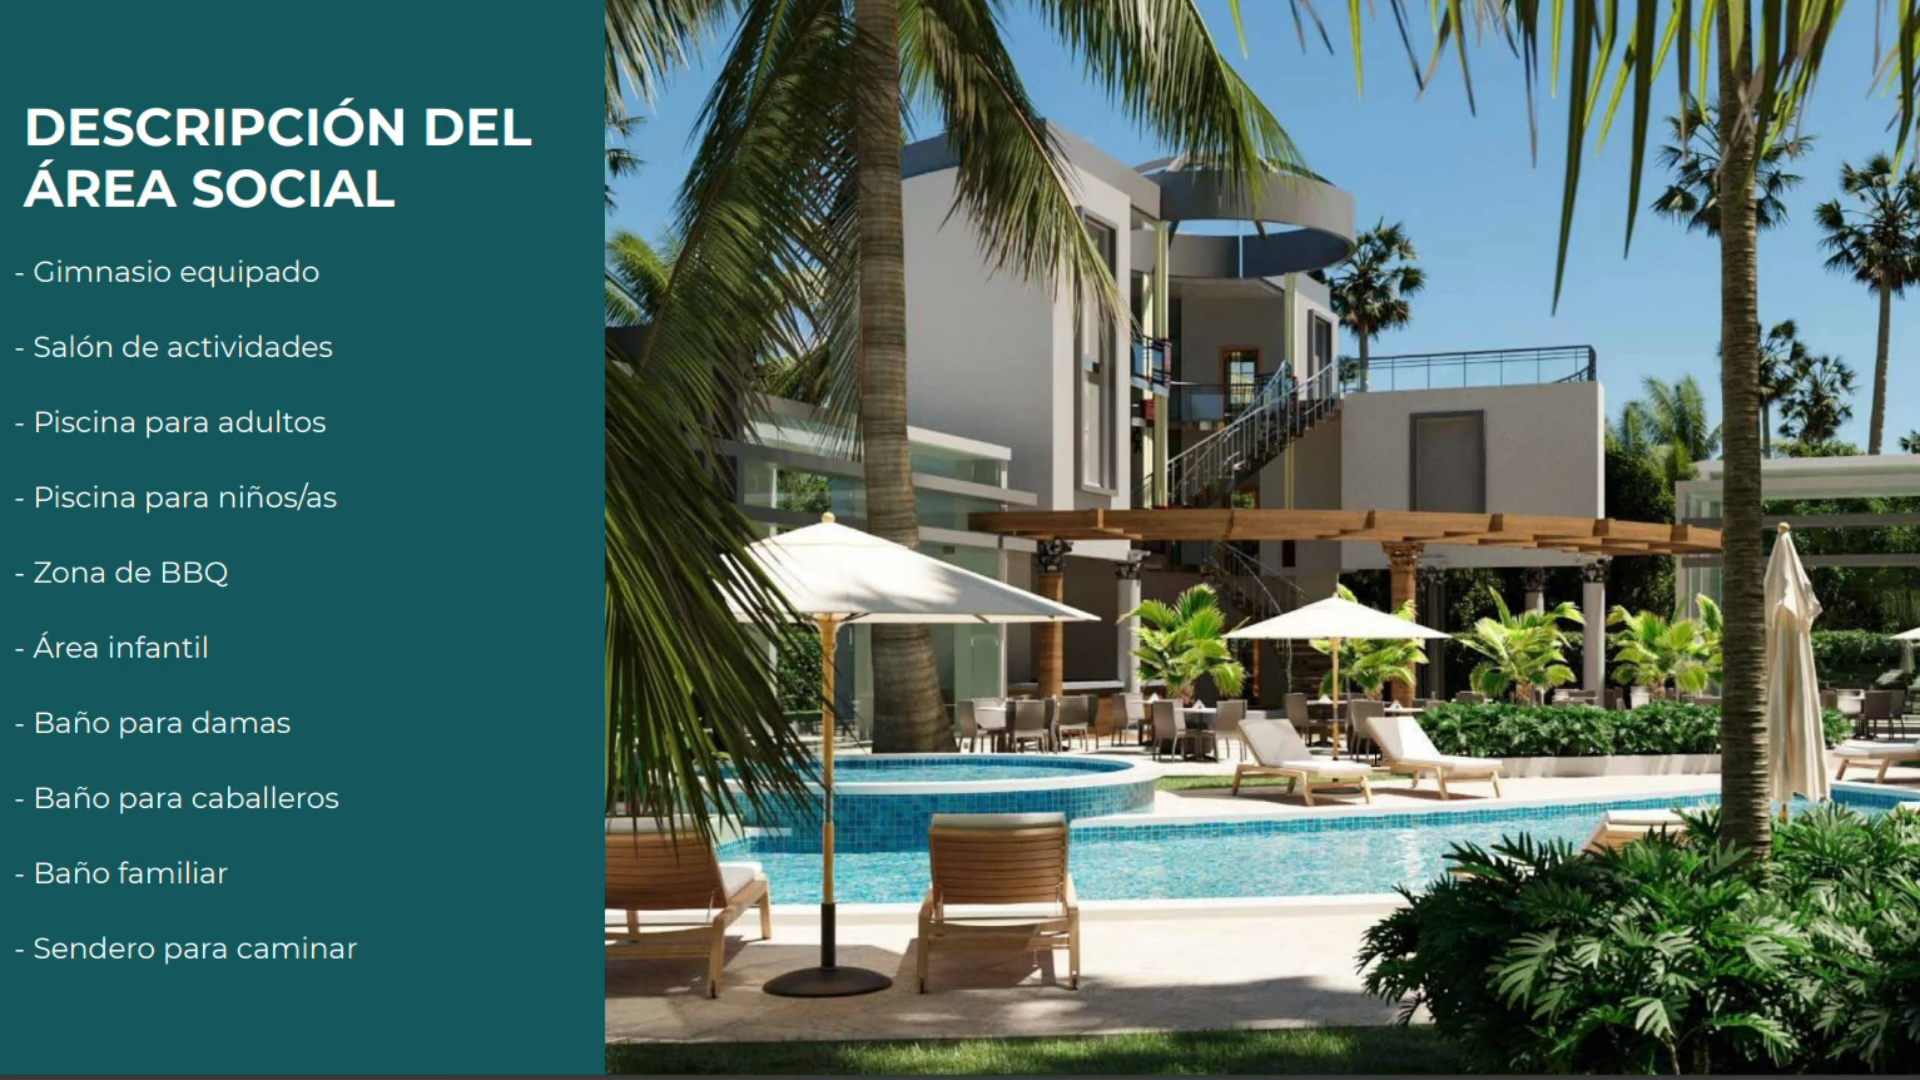 DESCRIPCIÓN DEL
ÁREA SOCIAL
- Gimnasio equipado
- Salón de actividades
- Piscina para adultos
- Piscina para niños/as
- Zona de BBQ
- Área infantil
- Baño para damas
- Baño para caballeros
- Baño familiar
- Sendero para caminar